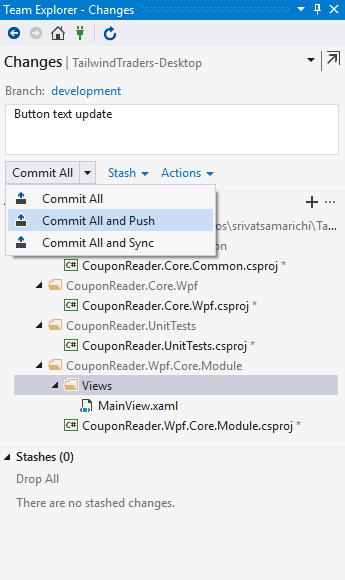 Team Explorer - Changes
Changes | TailwindTraders-Desktop
Branch: development
Button text update
Commit All Stash Actions
Commit All
Commit All and Push
os\srivatsamarichi\Ta...
Commit All and Sync
on
CouponReader.Core.Common.csproj *
CouponReader.Core.Wpf
CouponReader.Core.Wpf.csproj *
CouponReader.UnitTests
CouponReader.UnitTests.csproj *
CouponReader.Wpf.Core.Module
Views
MainView.xaml
CouponReader.Wpf.Core.Module.csproj *
Stashes (0)
Drop All
There are no stashed changes.